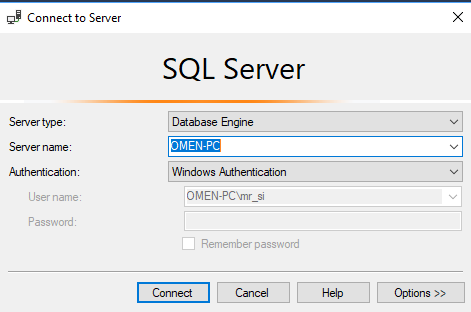 Connect to Server
SQL Server
Server type: Database Engine
Server name: OMEN-PC
Authentication: Windows Authentication
User name: OMEN-PC\mr_si
Password:
Remember password
Connect Cancel Help Options >>